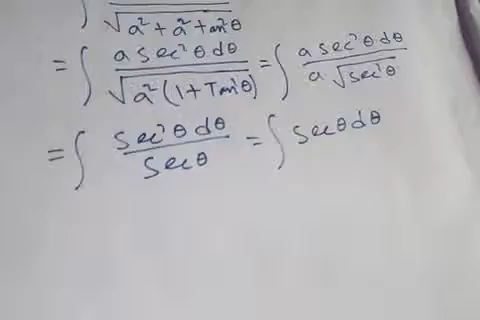 ∫ / √(a² + a² tan²θ)
= ∫ a sec²θ dθ / √(a² (1 + Tan²θ)) = ∫ a sec²θ dθ / a √(sec²θ)
= ∫ Sec²θ dθ / Secθ = ∫ Secθ dθ